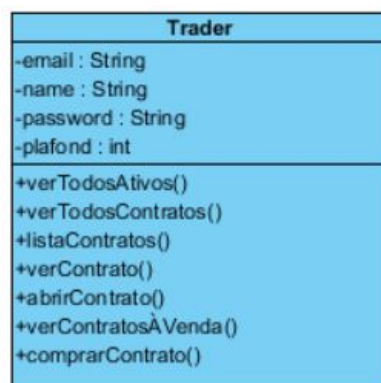 Trader
-email : String
-name : String
-password : String
-plafond : int
+verTodosAtivos()
+verTodosContratos()
+listaContratos()
+verContrato()
+abrirContrato()
+verContratosÀVenda()
+comprarContrato()